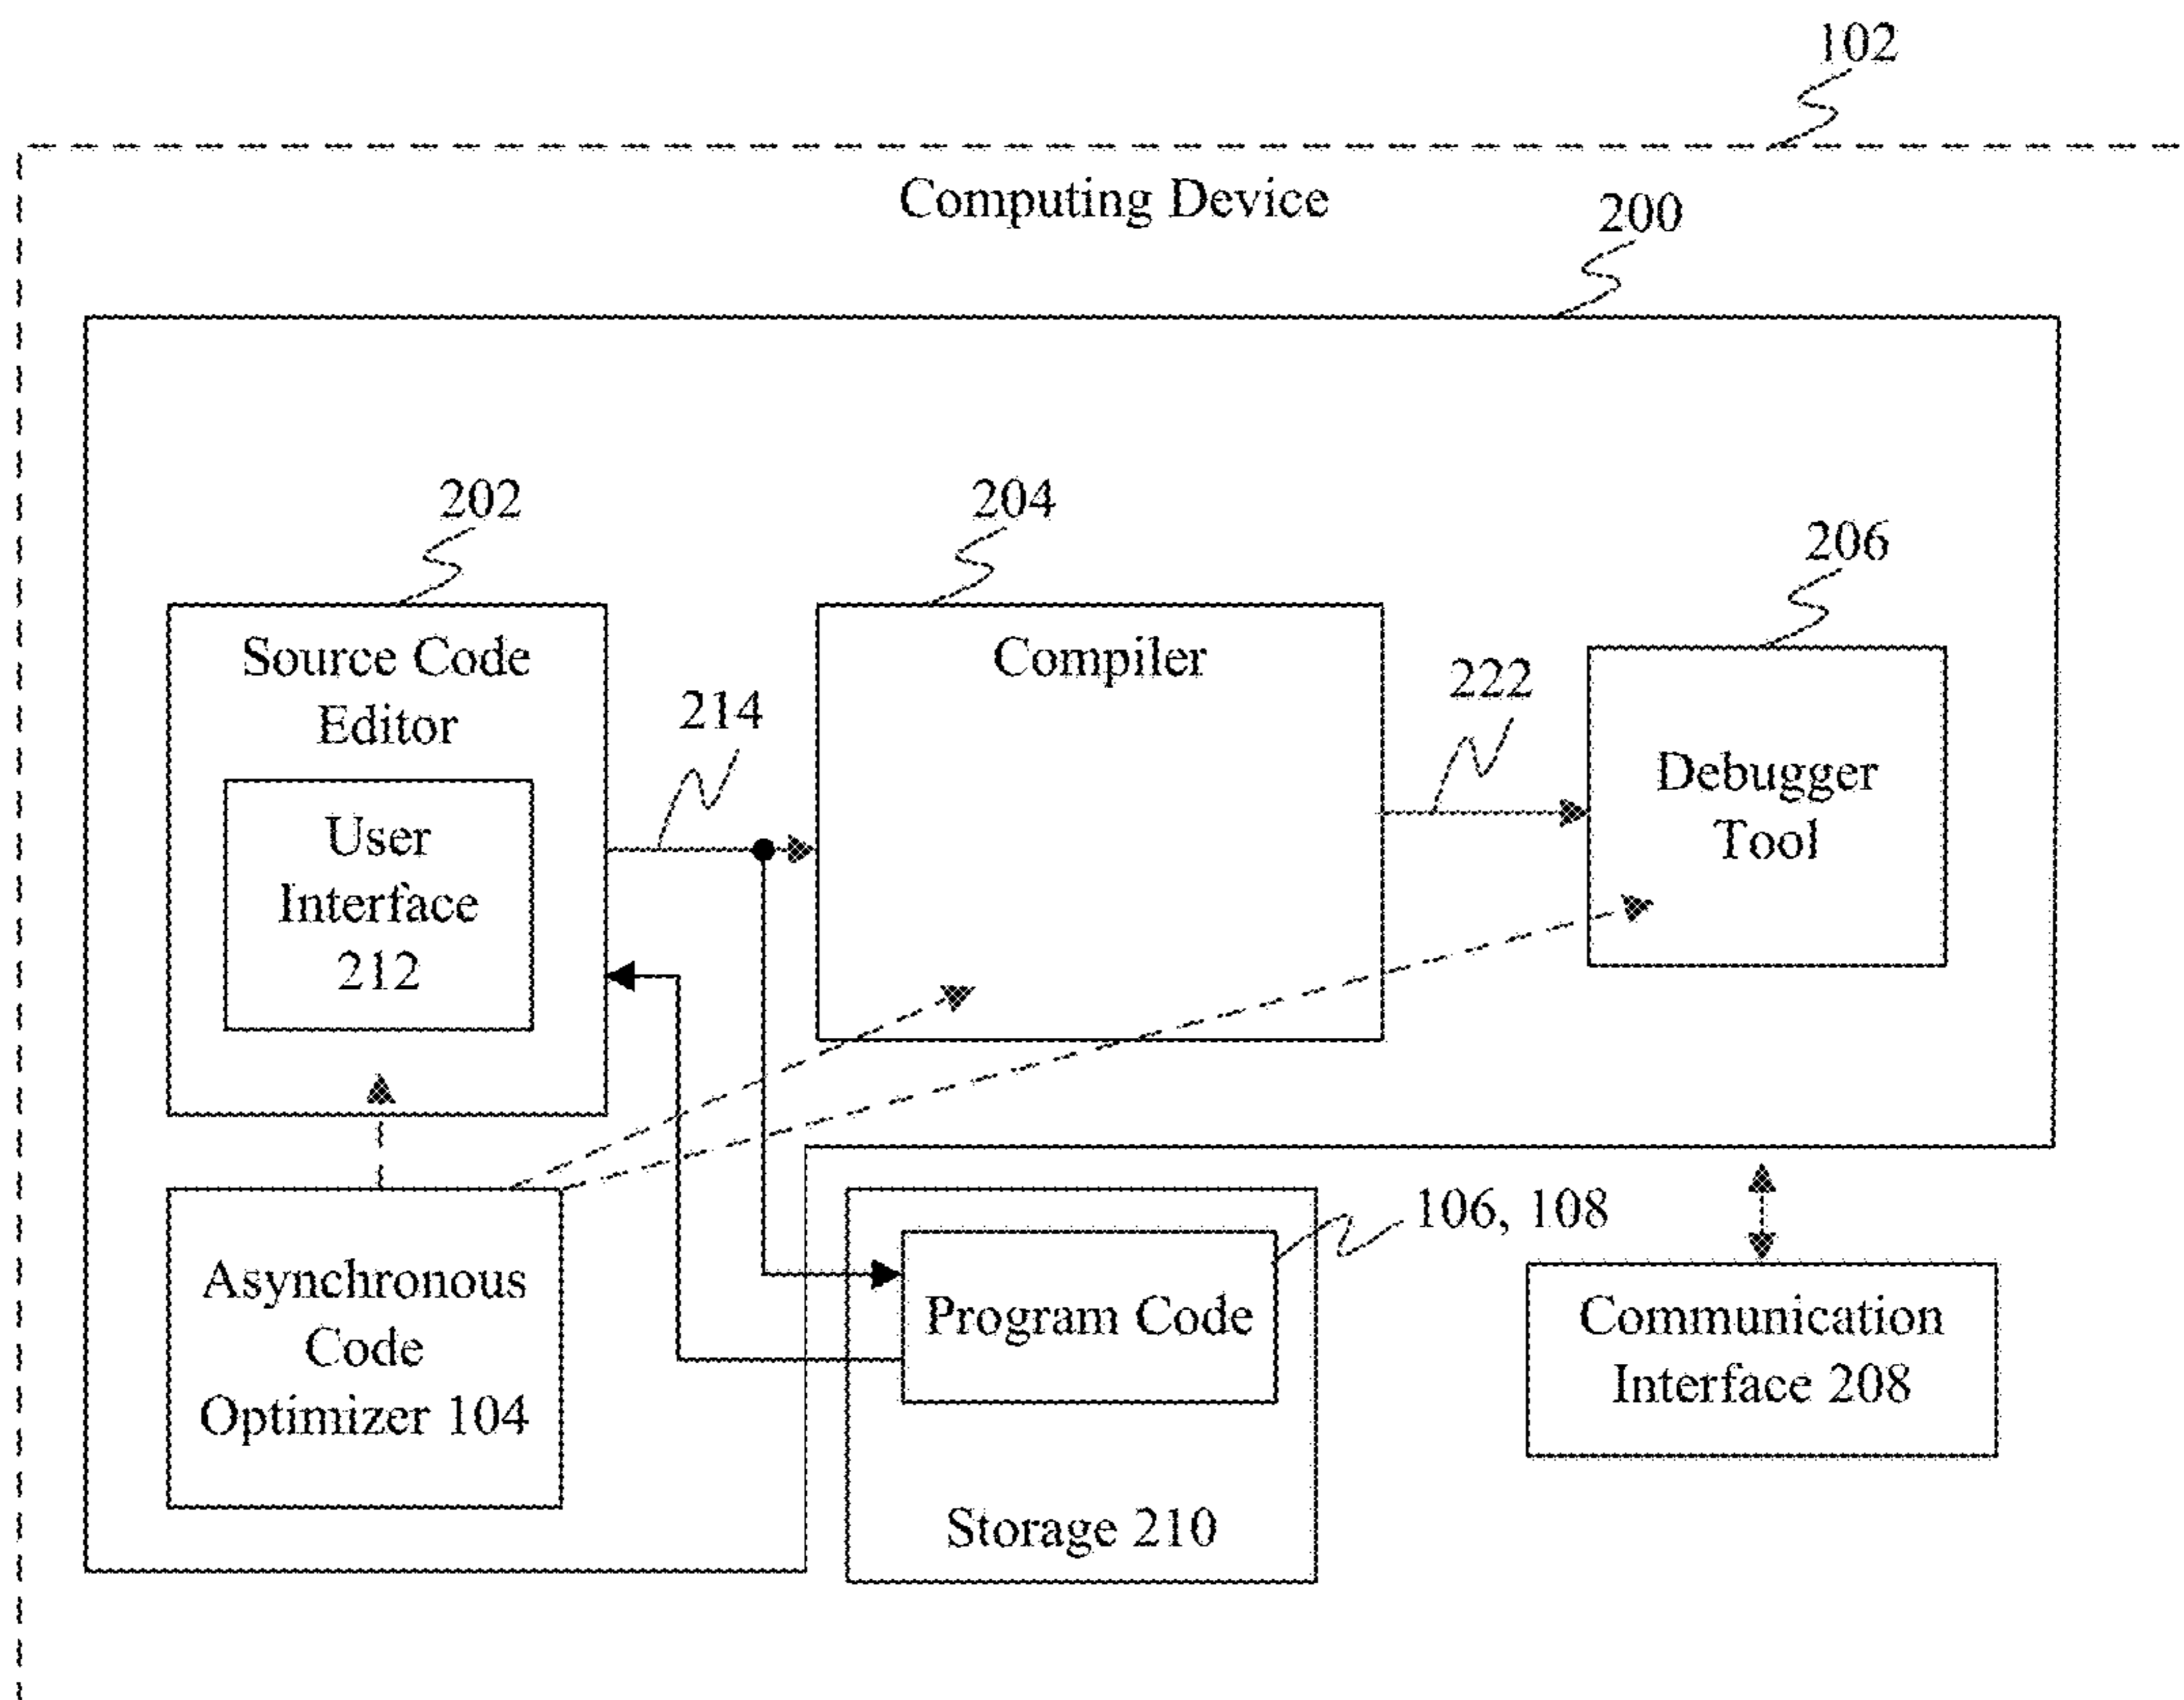 102
Computing Device
200
202
204
206
Source Code
Editor
Compiler
214
222
Debugger
Tool
User
Interface
212
106, 108
Asynchronous
Code
Optimizer 104
Program Code
Communication
Interface 208
Storage 210